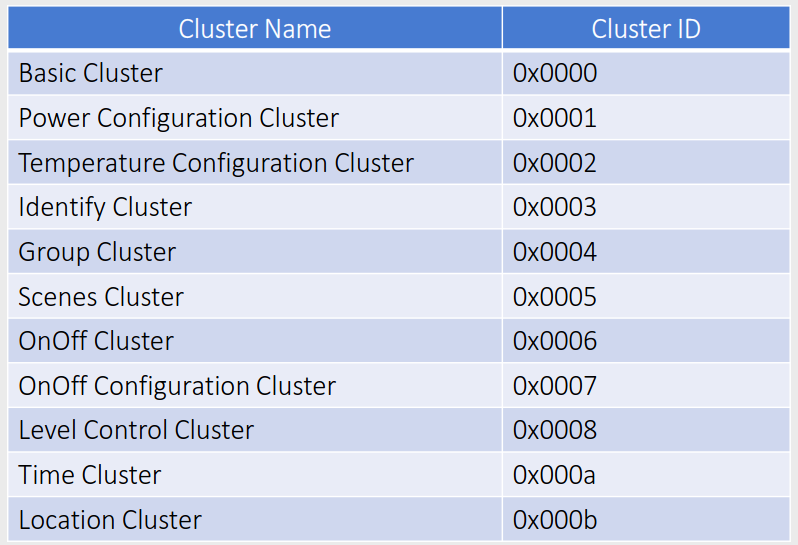 Cluster Name Cluster ID
Basic Cluster 0x0000
Power Configuration Cluster 0x0001
Temperature Configuration Cluster 0x0002
Identify Cluster 0x0003
Group Cluster 0x0004
Scenes Cluster 0x0005
OnOff Cluster 0x0006
OnOff Configuration Cluster 0x0007
Level Control Cluster 0x0008
Time Cluster 0x000a
Location Cluster 0x000b